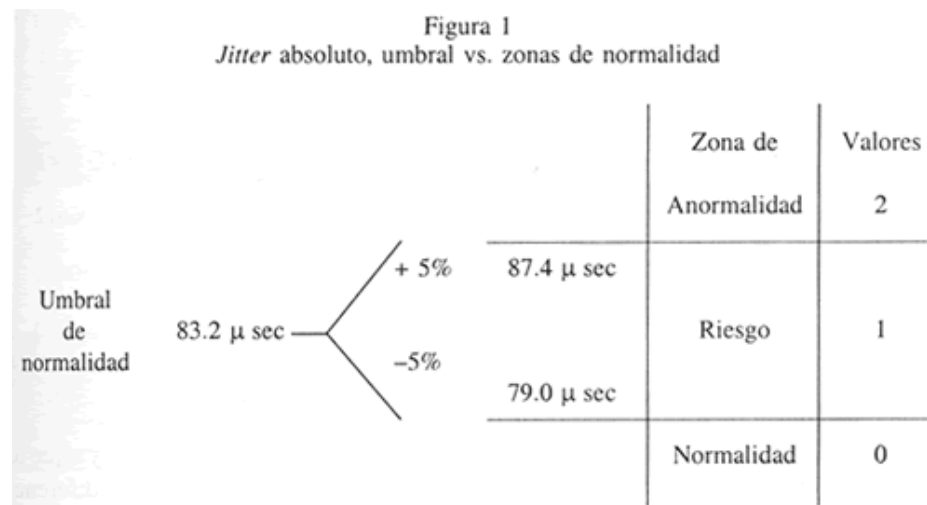 Figura 1
Jitter absoluto, umbral vs. zonas de normalidad
Zona de Valores
Anormalidad 2
+ 5% 87.4 μ sec
Umbral
de
normalidad
83.2 μ sec
Riesgo 1
–5%
79.0 μ sec
Normalidad 0